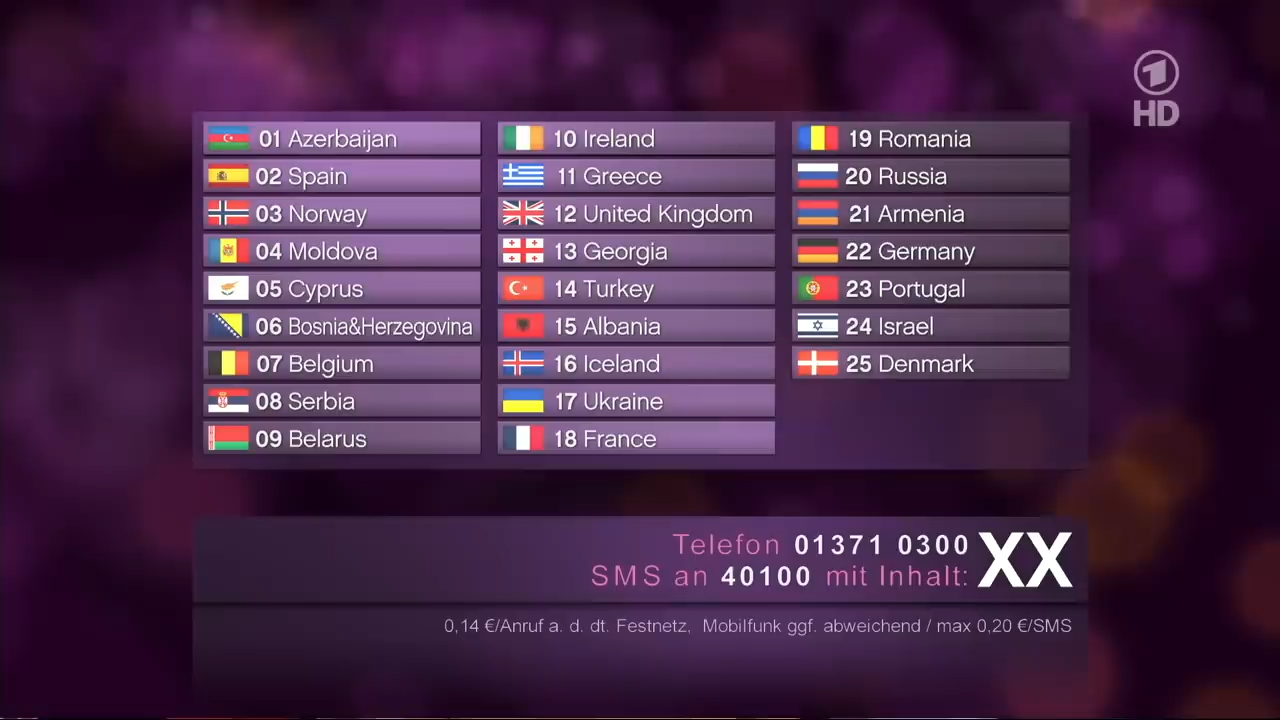 1
HD
01 Azerbaijan
02 Spain
03 Norway
04 Moldova
05 Cyprus
06 Bosnia&Herzegovina
07 Belgium
08 Serbia
09 Belarus
10 Ireland
11 Greece
12 United Kingdom
13 Georgia
14 Turkey
15 Albania
16 Iceland
17 Ukraine
18 France
19 Romania
20 Russia
21 Armenia
22 Germany
23 Portugal
24 Israel
25 Denmark
Telefon 01371 0300 XX
SMS an 40100 mit Inhalt:
0,14 €/Anruf a. d. dt. Festnetz, Mobilfunk ggf. abweichend / max 0,20 €/SMS